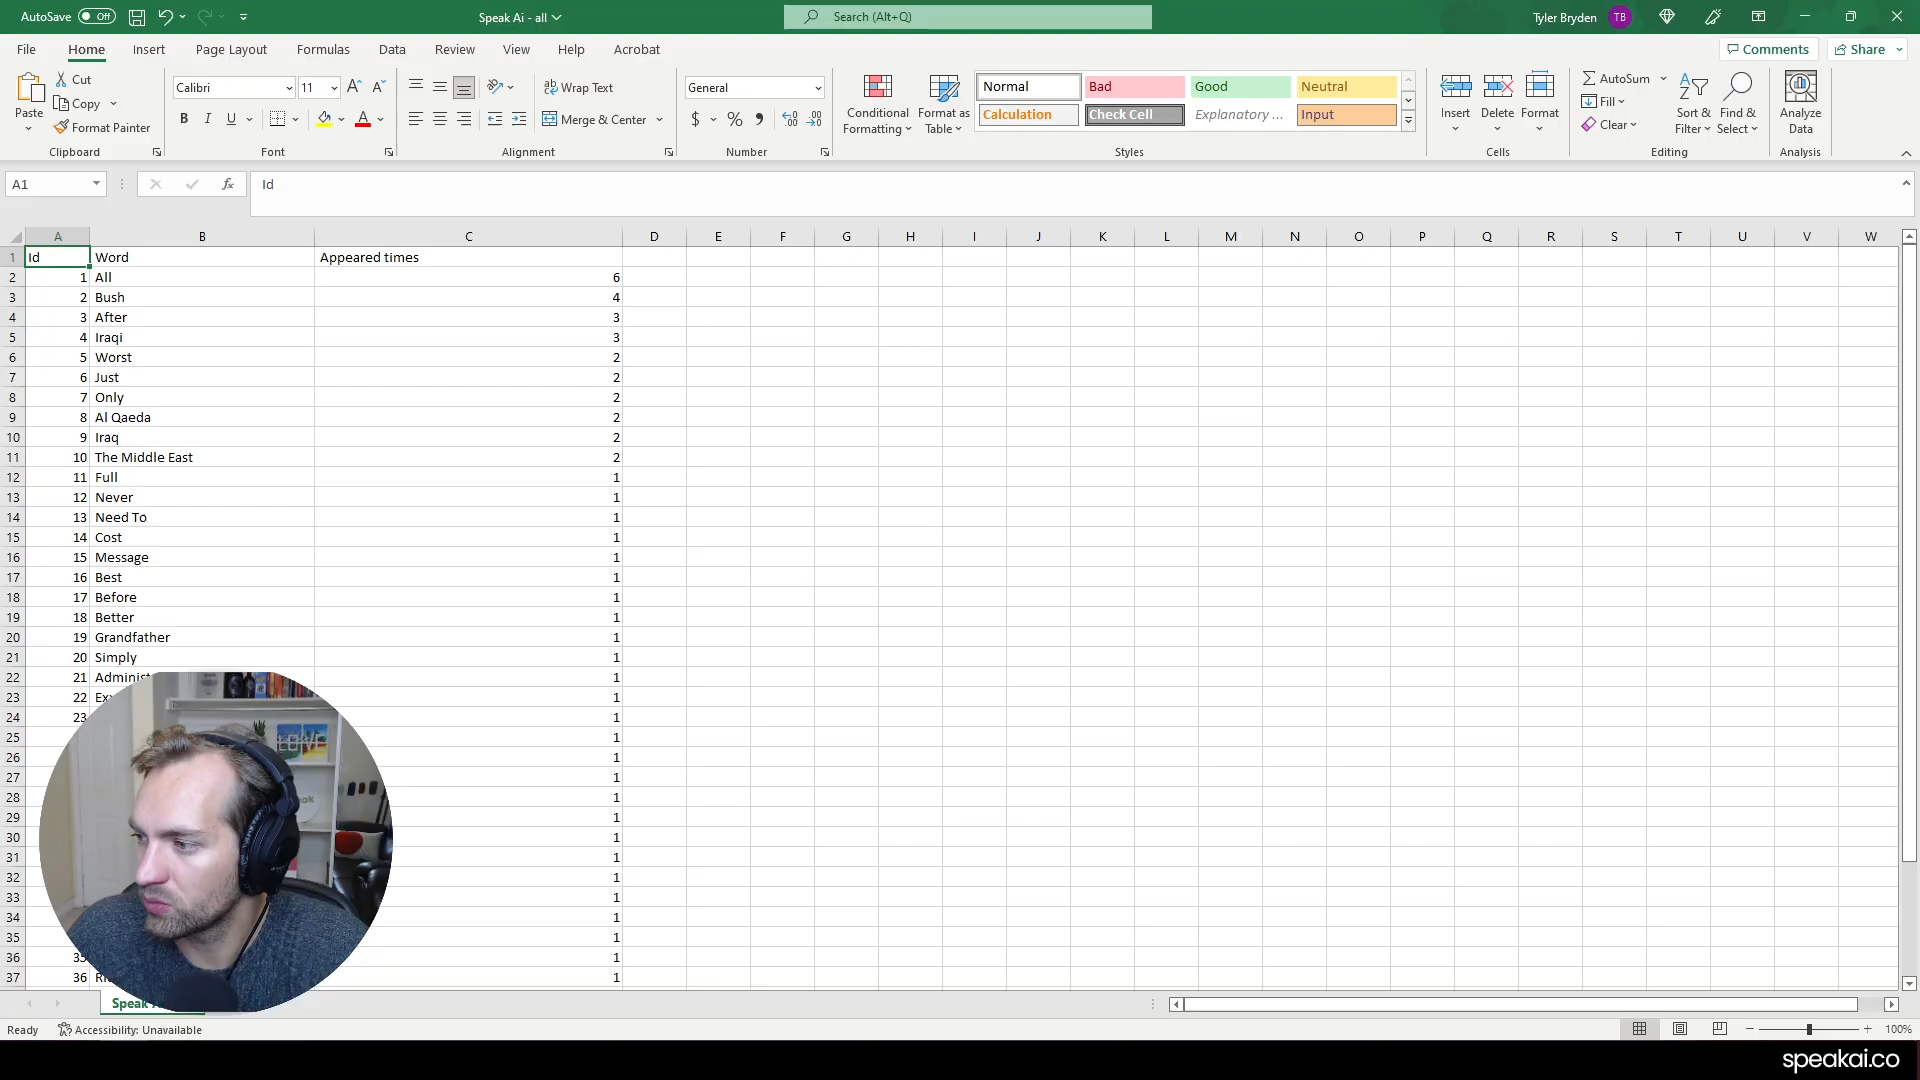 AutoSave Off Speak Ai - all Search (Alt+Q) Tyler Bryden TB
File Home Insert Page Layout Formulas Data Review View Help Acrobat Comments Share
Paste Cut Copy Format Painter Clipboard
Calibri 11 B I U A Font
Wrap Text Merge & Center Alignment
General $ % Number
Conditional Formatting Format as Table
Normal Bad Good Neutral
Calculation Check Cell Explanatory ... Input
Styles
Insert Delete Format Cells
AutoSum Fill Clear Sort & Filter Find & Select Editing
Analyze Data Analysis
A1 fx Id
A B C D E F G H I J K L M N O P Q R S T U V W
1 Id Word Appeared times
2 1 All 6
3 2 Bush 4
4 3 After 3
5 4 Iraqi 3
6 5 Worst 2
7 6 Just 2
8 7 Only 2
9 8 Al Qaeda 2
10 9 Iraq 2
11 10 The Middle East 2
12 11 Full 1
13 12 Never 1
14 13 Need To 1
15 14 Cost 1
16 15 Message 1
17 16 Best 1
18 17 Before 1
19 18 Better 1
20 19 Grandfather 1
21 20 Simply 1
22 21 1
23 22 1
24 23 1
25 1
26 1
27 1
28 1
29 1
30 1
31 1
32 1
33 1
34 1
35 1
36 35 1
37 36 1
Speak
Ready Accessibility: Unavailable 100%
speakai.co